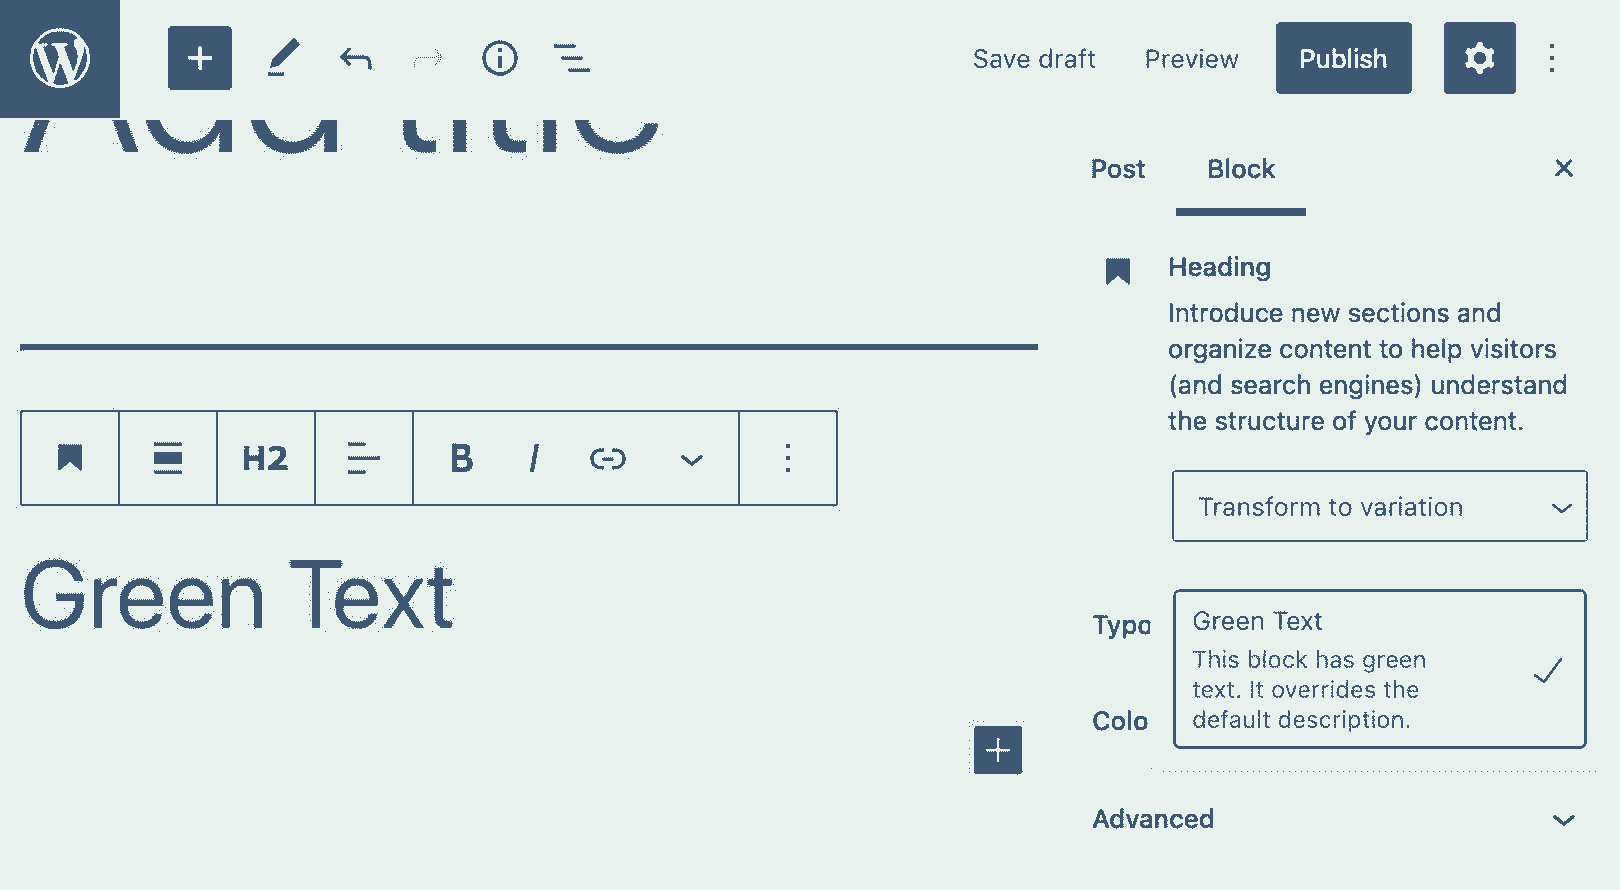 Save draft Preview Publish
Add title
Post Block
Heading
Introduce new sections and
organize content to help visitors
(and search engines) understand
the structure of your content.
H2 B I
Transform to variation
Green Text
Typo
Green Text
This block has green
text. It overrides the
default description.
Colo
Advanced